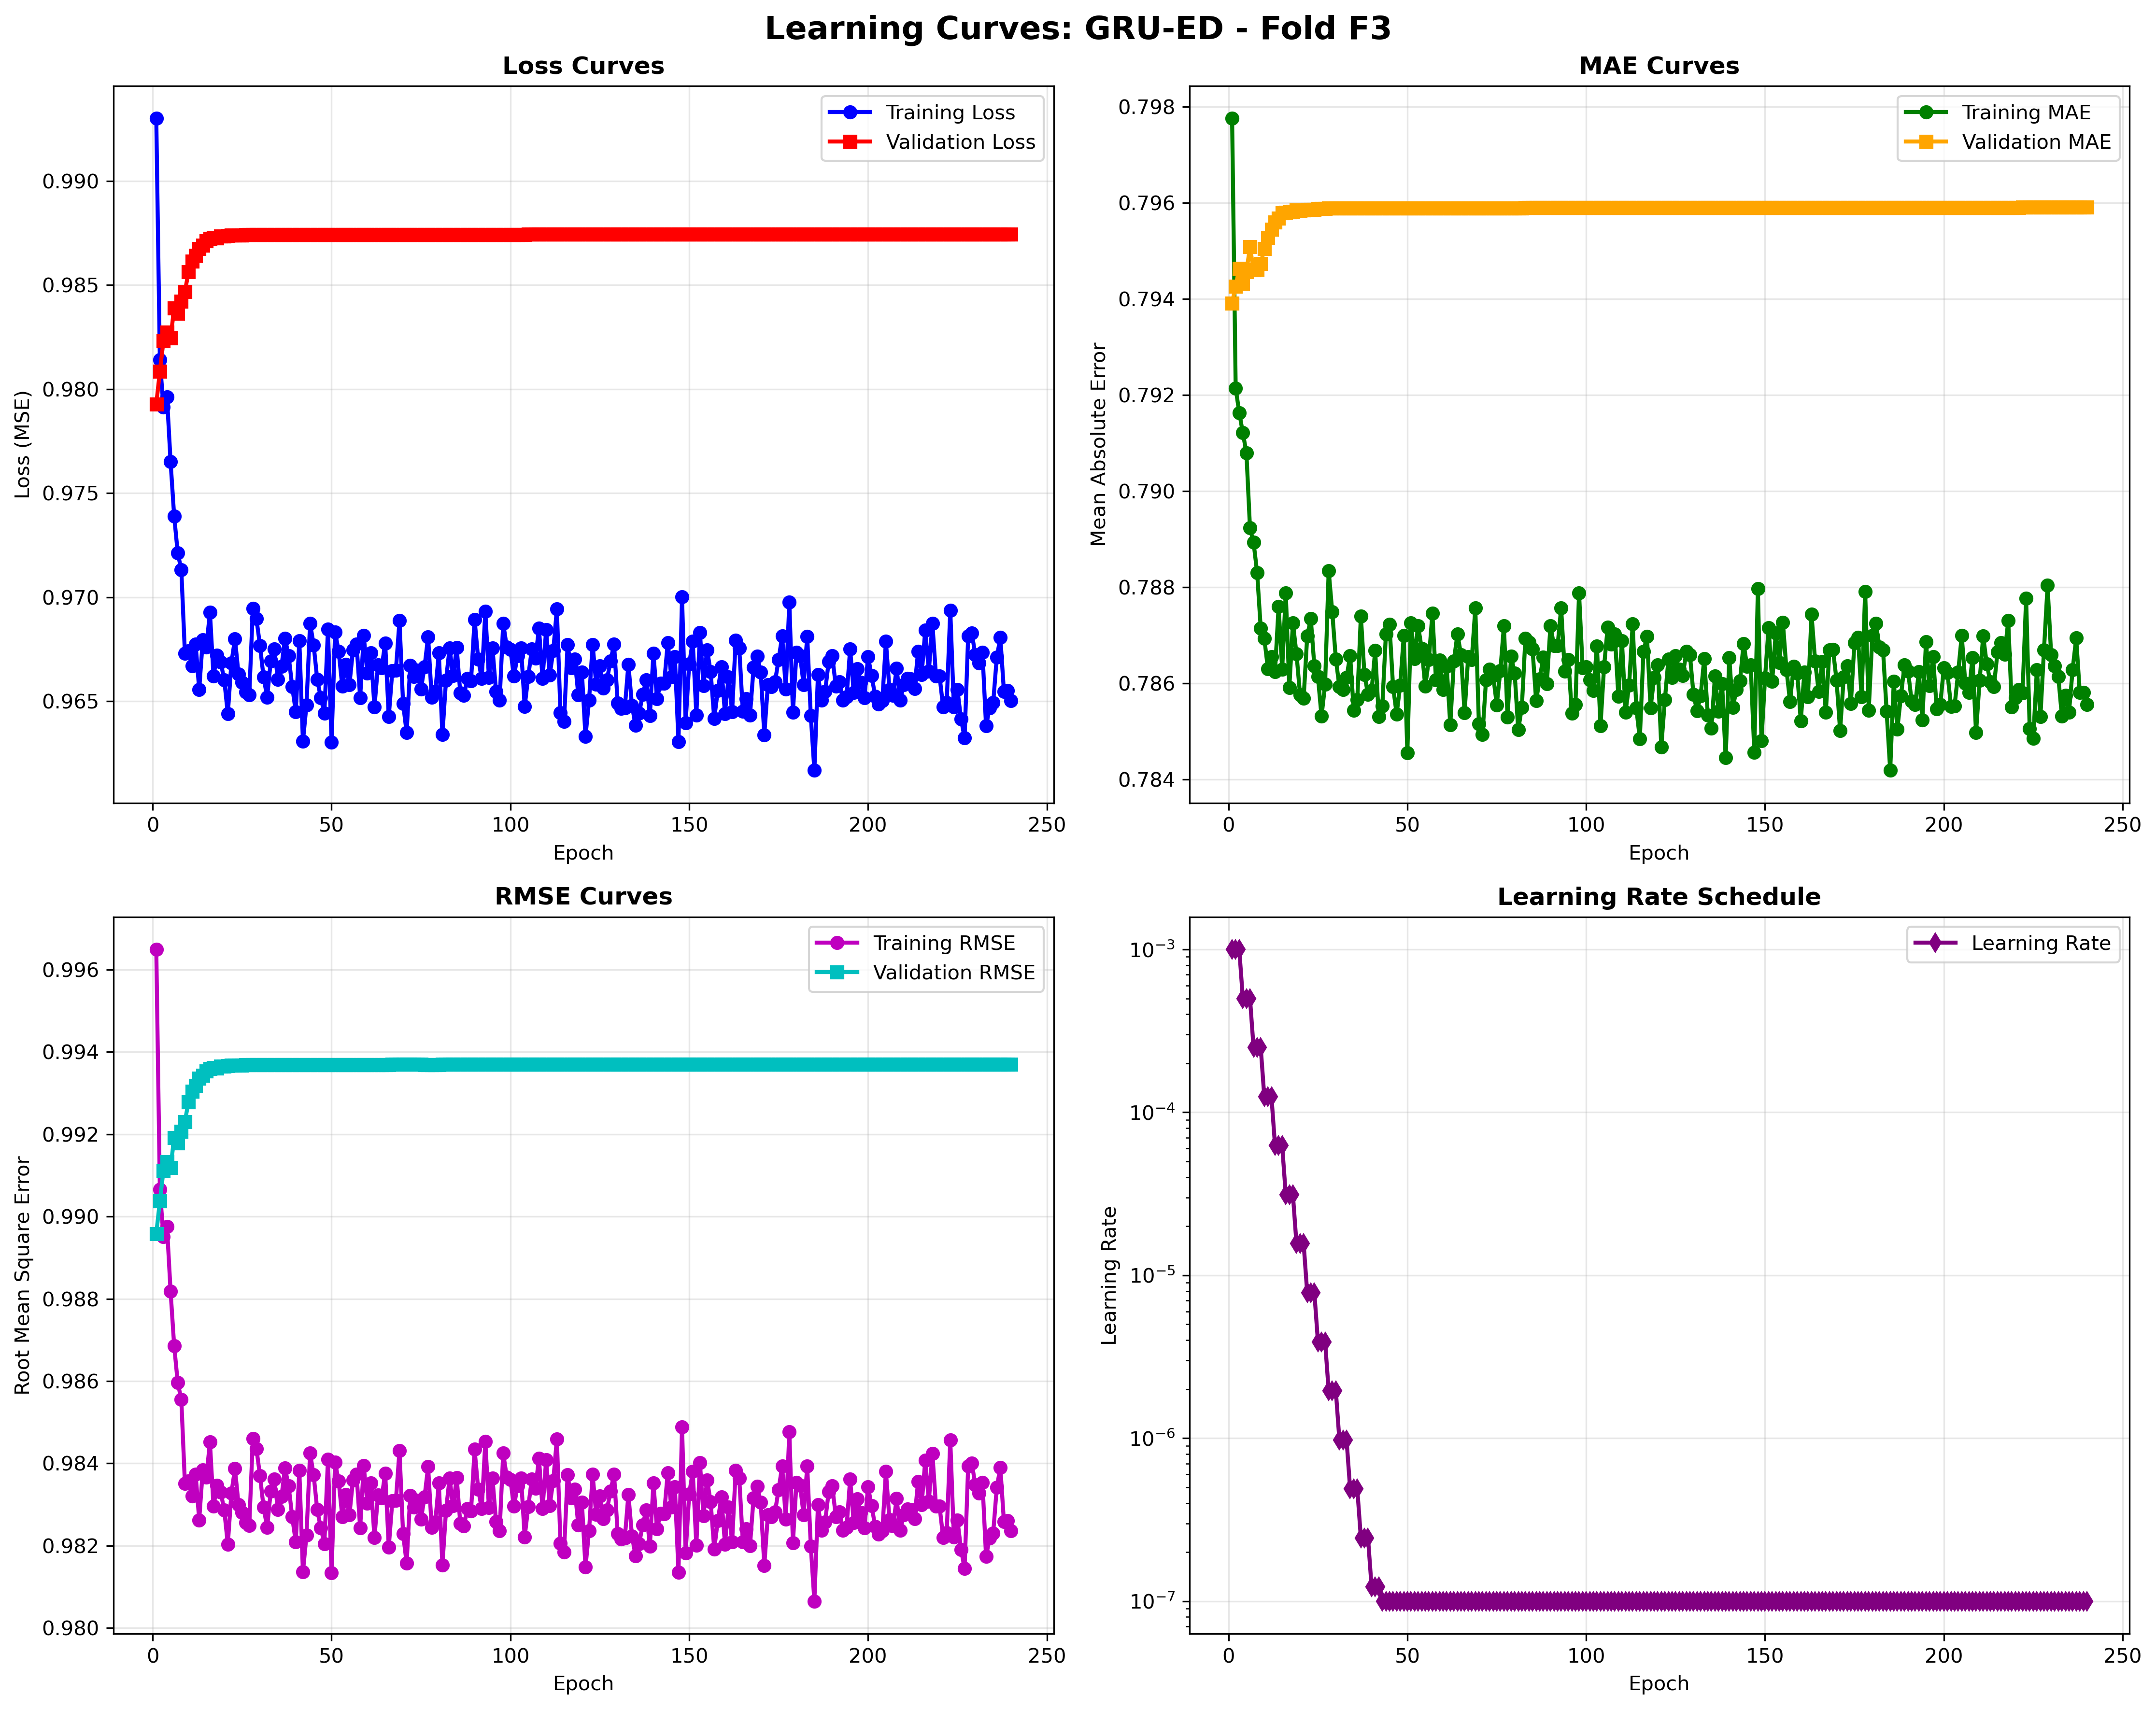 Learning Curves: GRU-ED - Fold F3
Loss Curves
Training Loss
Validation Loss
0.990
0.985
0.980
0.975
0.970
0.965
Loss (MSE)
0
50
100
150
200
250
Epoch
MAE Curves
Training MAE
Validation MAE
0.798
0.796
0.794
0.792
0.790
0.788
0.786
0.784
Mean Absolute Error
0
50
100
150
200
250
Epoch
RMSE Curves
Training RMSE
Validation RMSE
0.996
0.994
0.992
0.990
0.988
0.986
0.984
0.982
0.980
Root Mean Square Error
0
50
100
150
200
250
Epoch
Learning Rate Schedule
Learning Rate
10⁻³
10⁻⁴
10⁻⁵
10⁻⁶
10⁻⁷
Learning Rate
0
50
100
150
200
250
Epoch